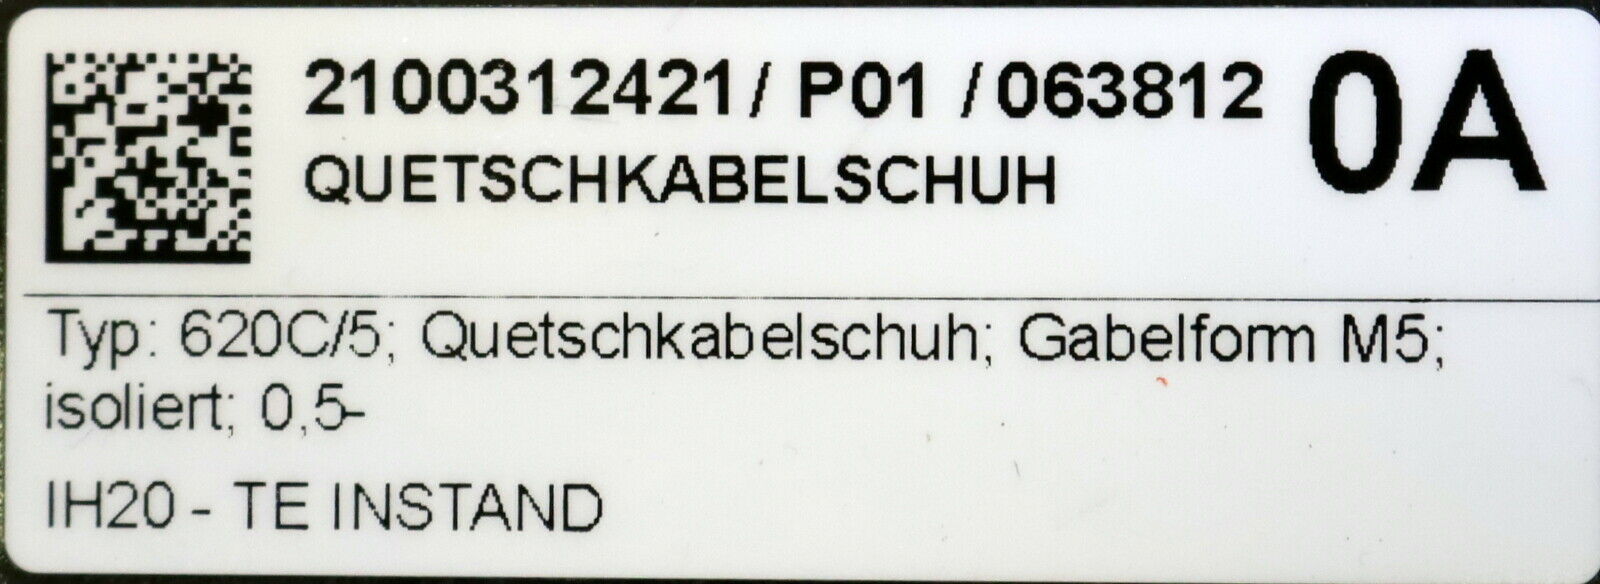 2100312421/ P01 /063812 0A
QUETSCHKABELSCHUH
Typ: 620C/5; Quetschkabelschuh; Gabelform M5;
isoliert; 0,5-
IH20 - TE INSTAND